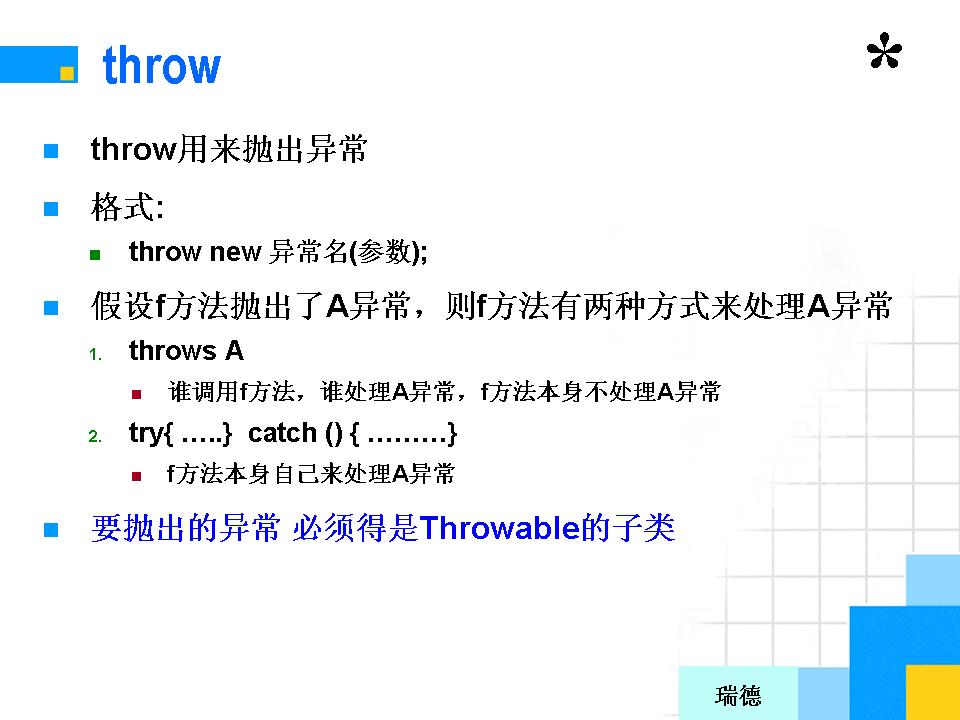 throw
*
throw用来抛出异常
格式:
throw new 异常名(参数);
假设f方法抛出了A异常，则f方法有两种方式来处理A异常
1. throws A
谁调用f方法，谁处理A异常，f方法本身不处理A异常
2. try{ …..} catch () { ………}
f方法本身自己来处理A异常
要抛出的异常 必须得是Throwable的子类
瑞德